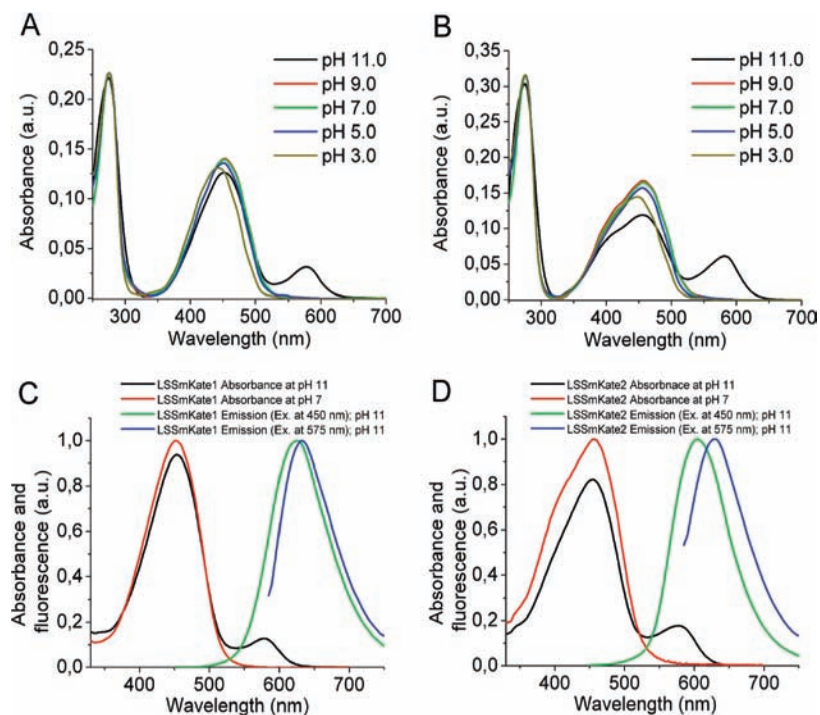 A
0,25
0,20
0,15
0,10
0,05
0,00
Absorbance (a.u.)
pH 11.0
pH 9.0
pH 7.0
pH 5.0
pH 3.0
300 400 500 600 700
Wavelength (nm)
B
0,35
0,30
0,25
0,20
0,15
0,10
0,05
0,00
Absorbance (a.u.)
pH 11.0
pH 9.0
pH 7.0
pH 5.0
pH 3.0
300 400 500 600 700
Wavelength (nm)
C
LSSmKate1 Absorbance at pH 11
LSSmKate1 Absorbance at pH 7
LSSmKate1 Emission (Ex. at 450 nm); pH 11
LSSmKate1 Emission (Ex. at 575 nm); pH 11
1,0
0,8
0,6
0,4
0,2
0,0
Absorbance and
fluorescence (a.u.)
400 500 600 700
Wavelength (nm)
D
LSSmKate2 Absorbnace at pH 11
LSSmKate2 Absorbance at pH 7
LSSmKate2 Emission (Ex. at 450 nm); pH 11
LSSmKate2 Emission (Ex. at 575 nm); pH 11
1,0
0,8
0,6
0,4
0,2
0,0
Absorbance and
fluorescence (a.u.)
400 500 600 700
Wavelength (nm)